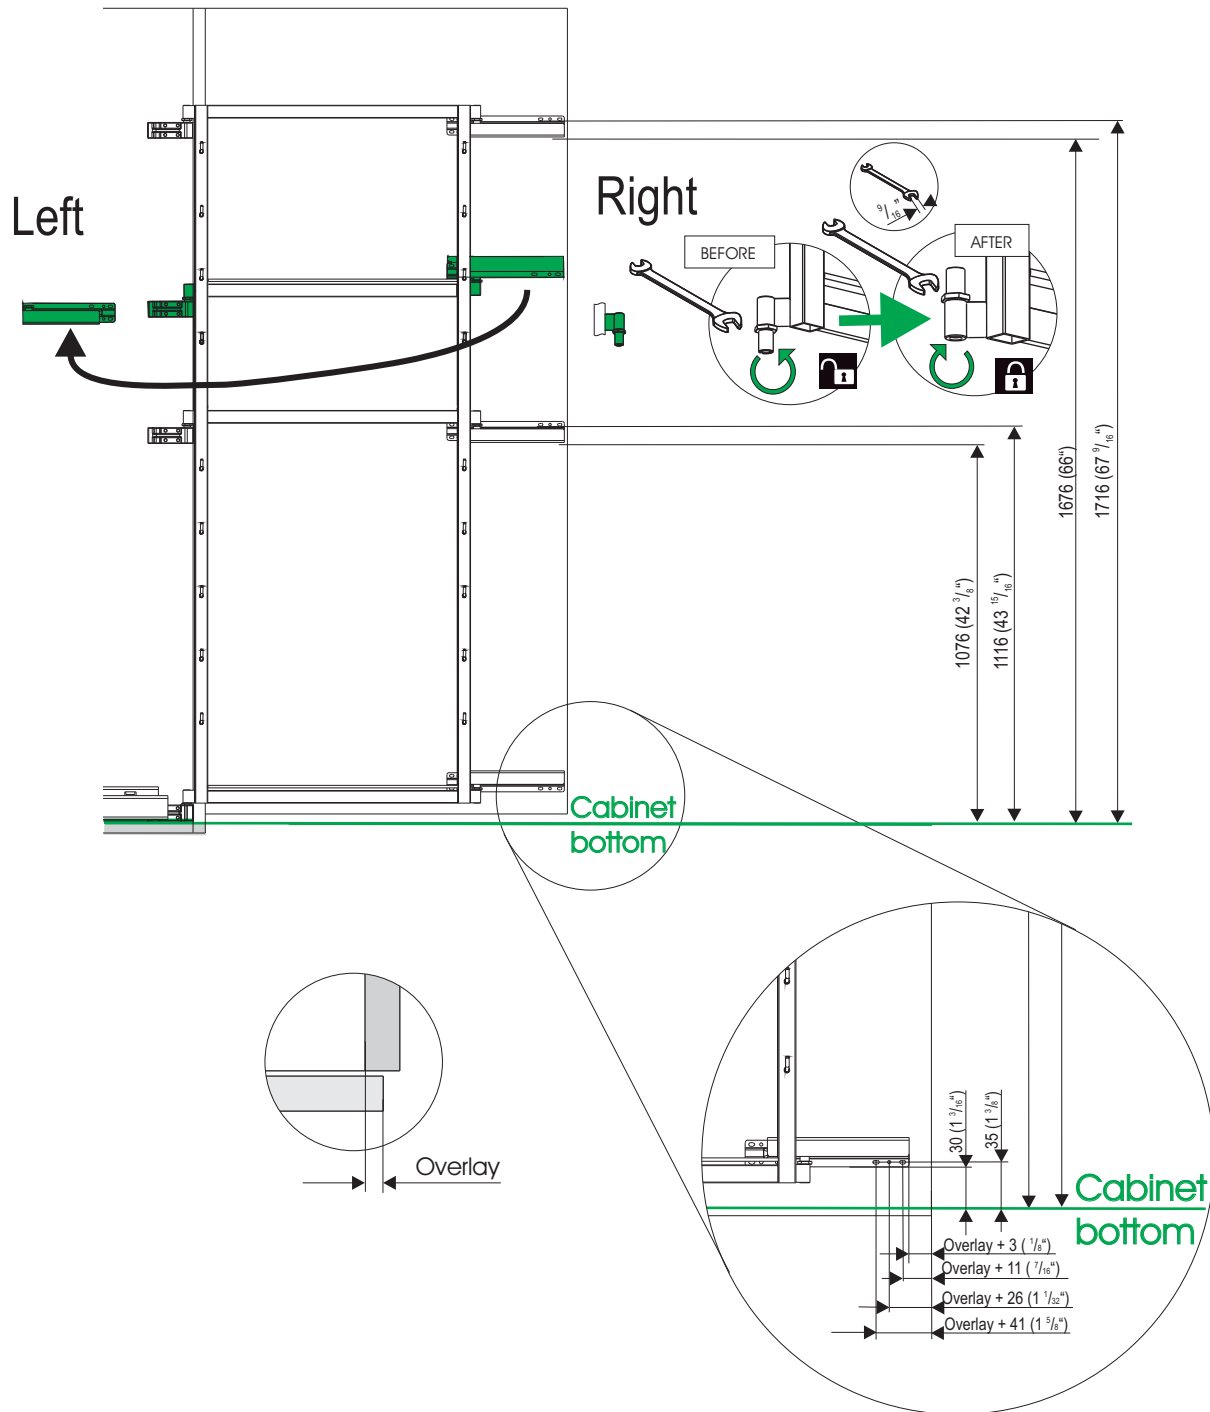 Left
Right
9/16"
BEFORE
AFTER
1676 (66“)
1716 (67 9/16“)
1076 (42 3/8“)
1116 (43 15/16“)
Cabinet
bottom
Overlay
30 (1 3/16“)
35 (1 3/8“)
Cabinet
bottom
Overlay + 3 ( 1/8“)
Overlay + 11 ( 7/16“)
Overlay + 26 (1 1/32“)
Overlay + 41 (1 5/8“)